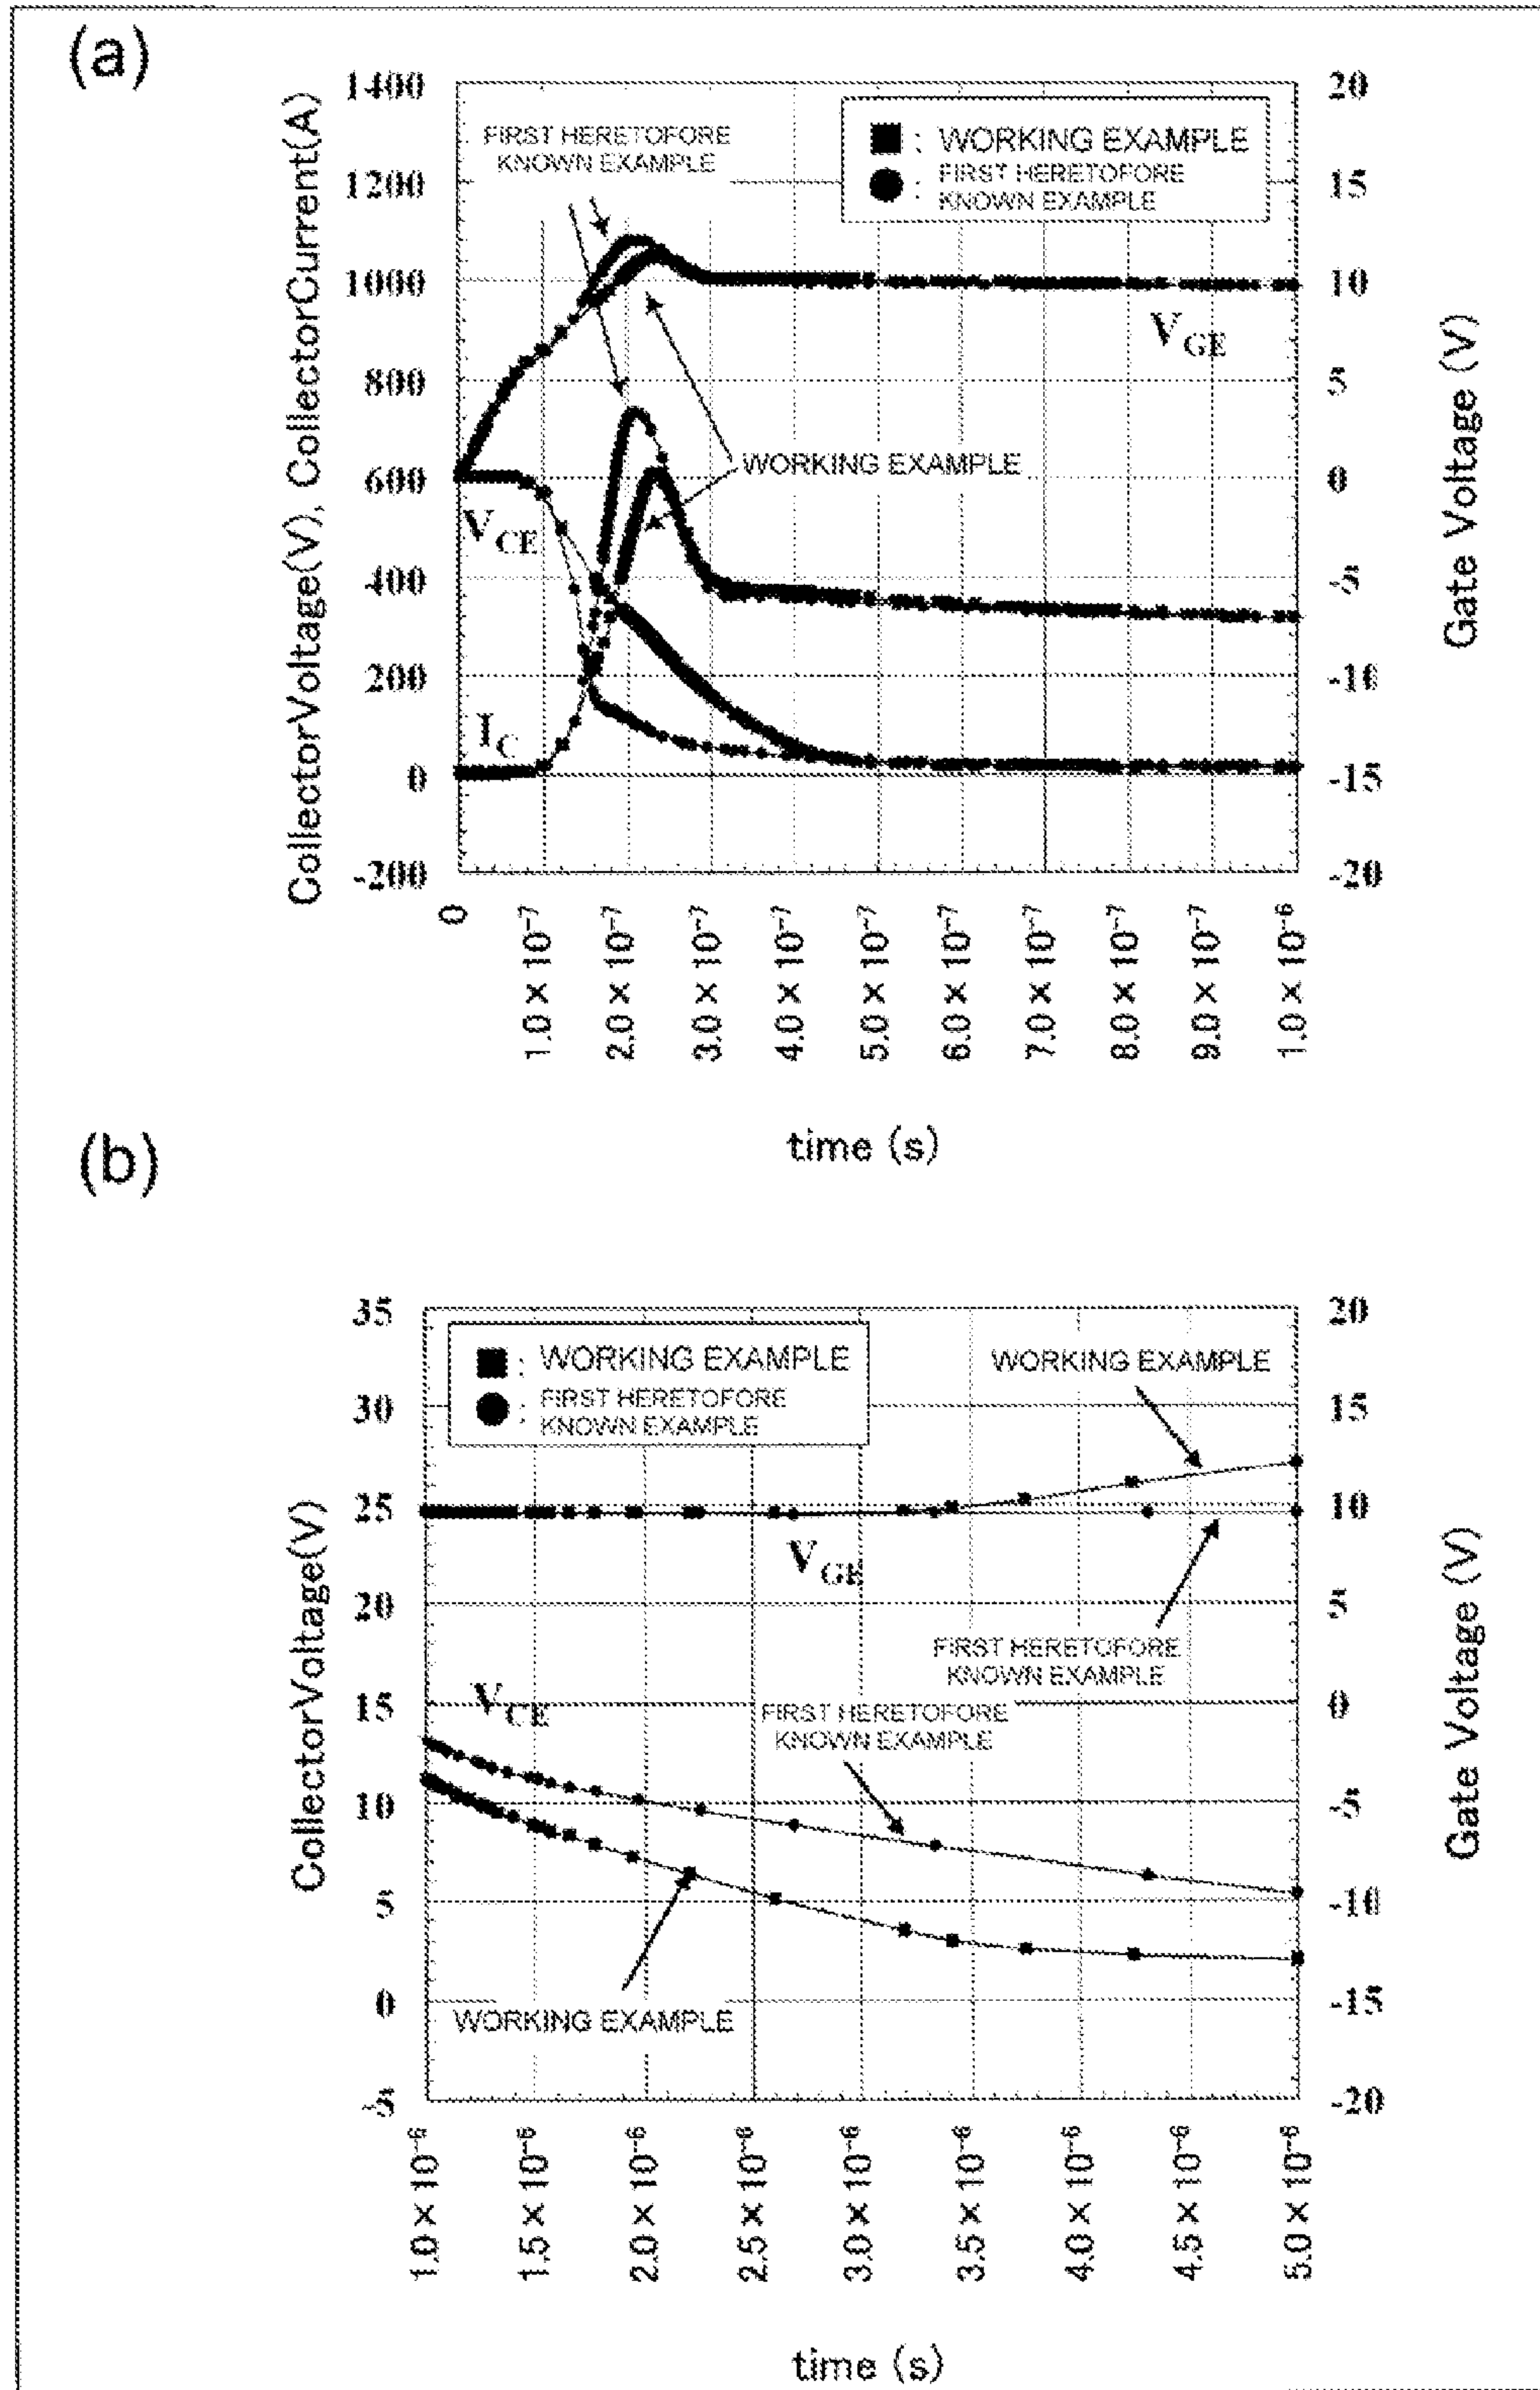 (a)
CollectorVoltage(V), CollectorCurrent(A)
1400
1200
1000
800
600
400
200
0
-200
FIRST HERETOFORE
KNOWN EXAMPLE
■ : WORKING EXAMPLE
● : FIRST HERETOFORE
KNOWN EXAMPLE
V_GE
WORKING EXAMPLE
V_CE
I_C
20
15
10
5
0
-5
-10
-15
-20
Gate Voltage (V)
0
1.0×10⁻⁷
2.0×10⁻⁷
3.0×10⁻⁷
4.0×10⁻⁷
5.0×10⁻⁷
6.0×10⁻⁷
7.0×10⁻⁷
8.0×10⁻⁷
9.0×10⁻⁷
1.0×10⁻⁶
time (s)
(b)
CollectorVoltage(V)
35
30
25
20
15
10
5
0
-5
■ : WORKING EXAMPLE
● : FIRST HERETOFORE
KNOWN EXAMPLE
WORKING EXAMPLE
V_GE
FIRST HERETOFORE
KNOWN EXAMPLE
V_CE
FIRST HERETOFORE
KNOWN EXAMPLE
WORKING EXAMPLE
20
15
10
5
0
-5
-10
-15
-20
Gate Voltage (V)
1.0×10⁻⁶
1.5×10⁻⁶
2.0×10⁻⁶
2.5×10⁻⁶
3.0×10⁻⁶
3.5×10⁻⁶
4.0×10⁻⁶
4.5×10⁻⁶
5.0×10⁻⁶
time (s)